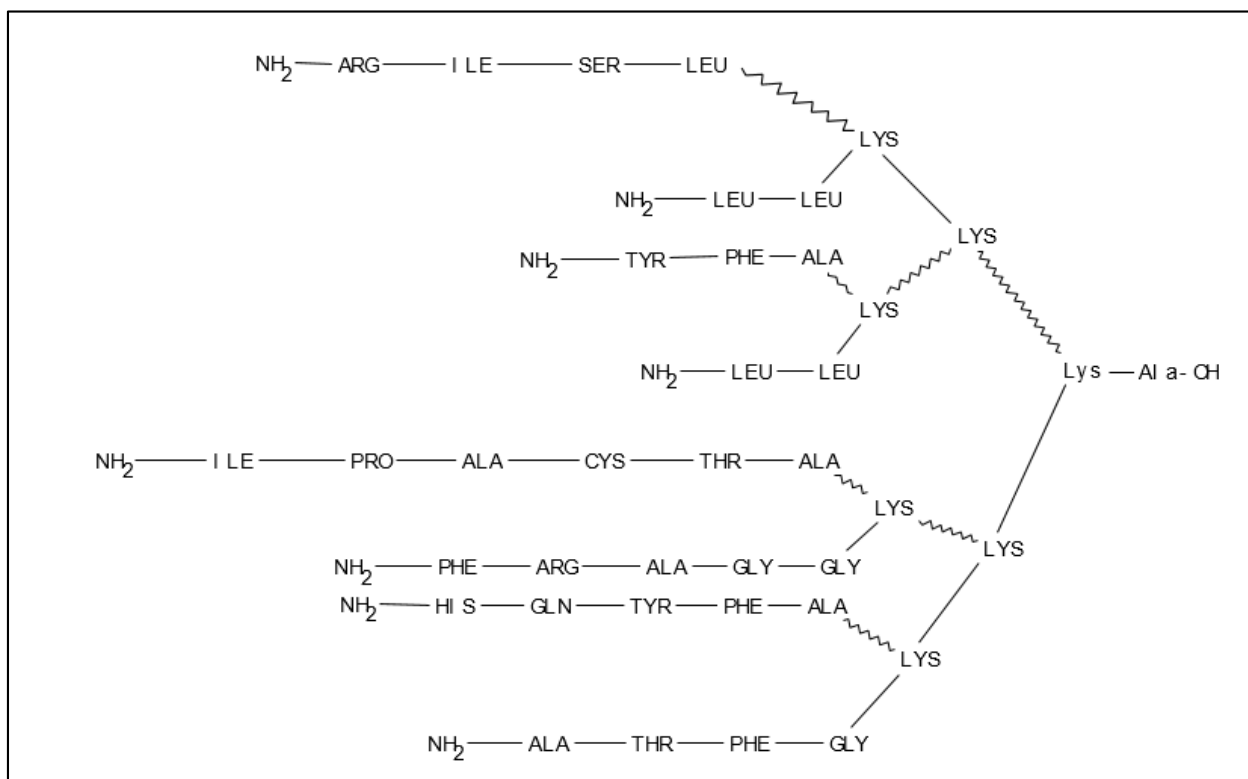 NH2 ARG ILE SER LEU
LYS
NH2 LEU LEU
LYS
NH2 TYR PHE ALA
LYS
NH2 LEU LEU
Lys Ala-OH
NH2 ILE PRO ALA CYS THR ALA
LYS
LYS
NH2 PHE ARG ALA GLY GLY
NH2 HIS GLN TYR PHE ALA
LYS
NH2 ALA THR PHE GLY